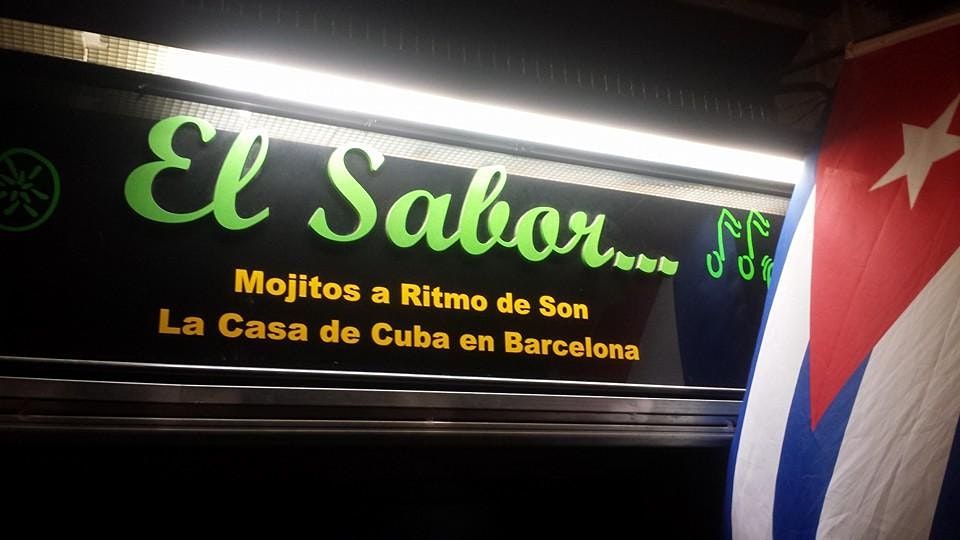 El Sabor...
Mojitos a Ritmo de Son
La Casa de Cuba en Barcelona